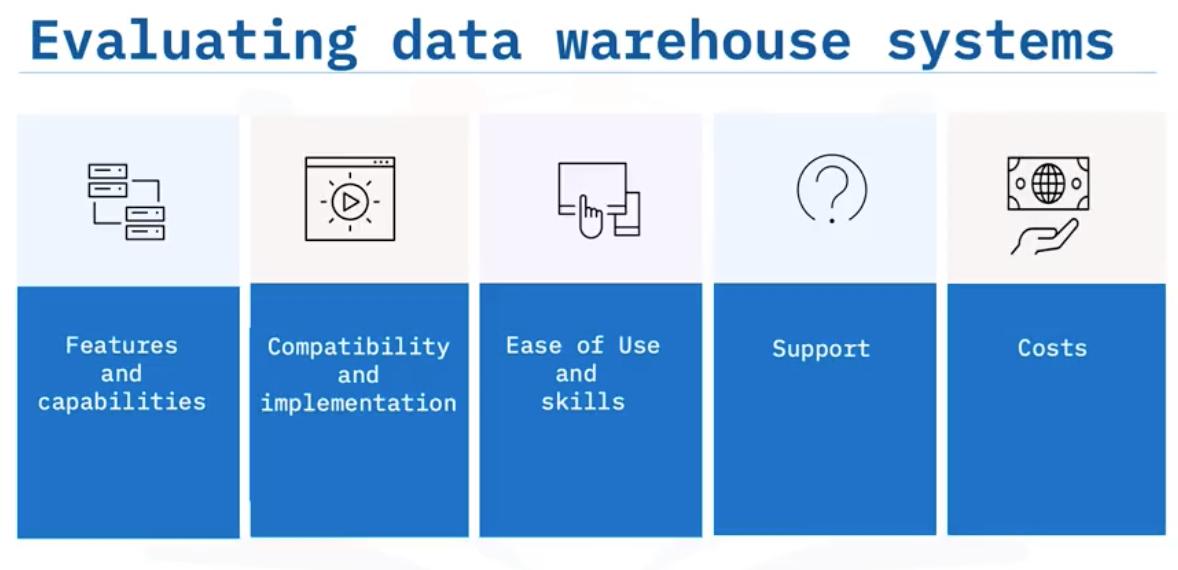 Evaluating data warehouse systems
Features
and
capabilities
Compatibility
and
implementation
Ease of Use
and
skills
Support
Costs